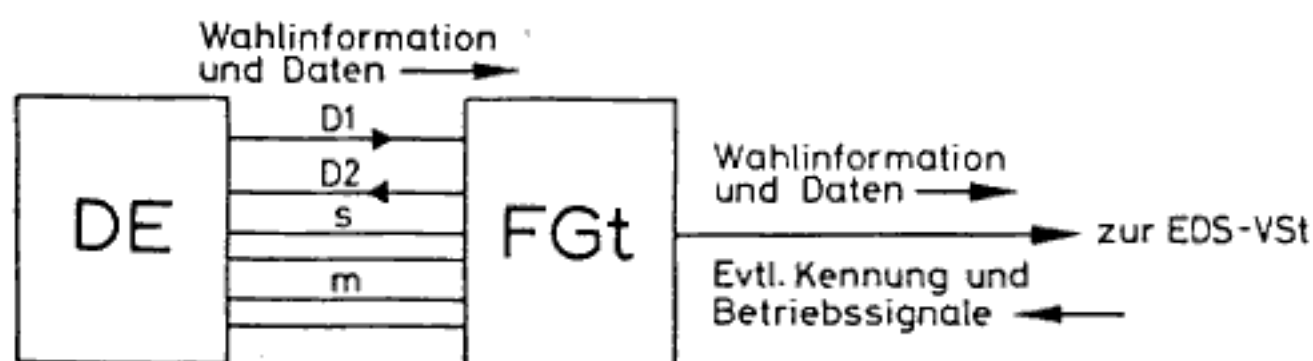 Wahlinformation
und Daten
D1
D2
s
m
DE
FGt
Wahlinformation
und Daten
zur EDS-VSt
Evtl. Kennung und
Betriebssignale